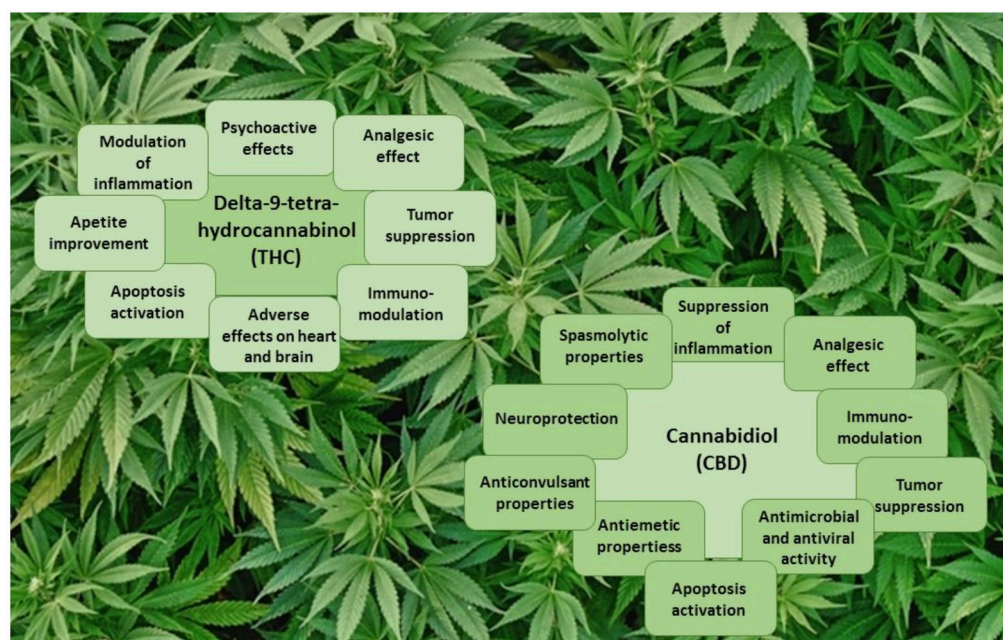 Modulation
of
inflammation
Psychoactive
effects
Analgesic
effect
Apetite
improvement
Delta-9-tetra-
hydrocannabinol
(THC)
Tumor
suppression
Apoptosis
activation
Adverse
effects on heart
and brain
Immuno-
modulation
Spasmolytic
properties
Suppression
of
inflammation
Analgesic
effect
Neuroprotection
Cannabidiol
(CBD)
Immuno-
modulation
Anticonvulsant
properties
Tumor
suppression
Antiemetic
propertiess
Antimicrobial
and antiviral
activity
Apoptosis
activation